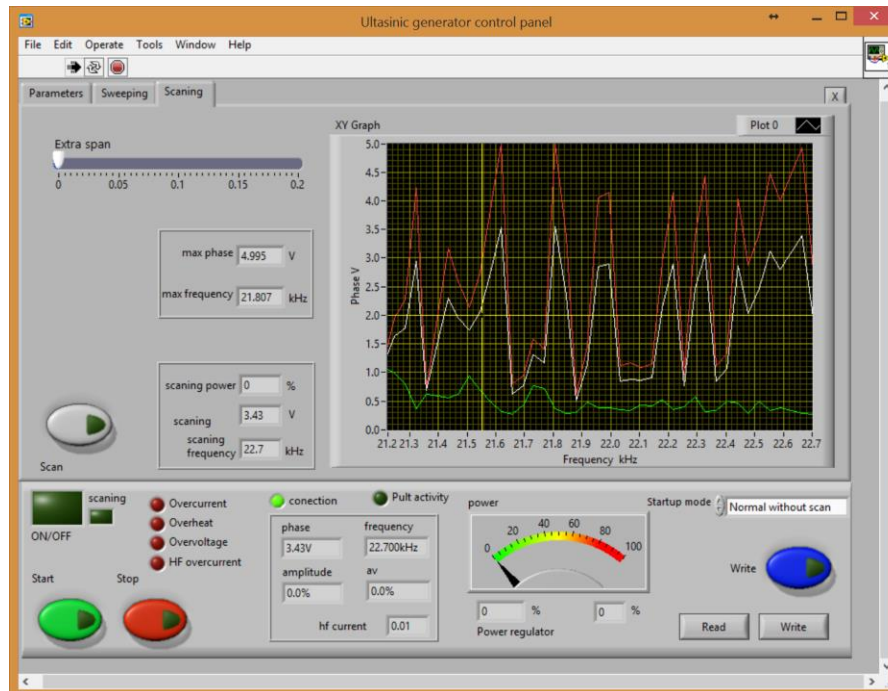 Ultasinic generator control panel
File Edit Operate Tools Window Help
Parameters Sweeping Scaning
X
Extra span
0 0.05 0.1 0.15 0.2
max phase 4.995 V
max frequency 21.807 kHz
scaning power 0 %
scaning 3.43 V
scaning frequency 22.7 kHz
Scan
XY Graph
Plot 0
Phase V
5.0
4.5
4.0
3.5
3.0
2.5
2.0
1.5
1.0
0.5
0.0
21.2 21.3 21.4 21.5 21.6 21.7 21.8 21.9 22.0 22.1 22.2 22.3 22.4 22.5 22.6 22.7
Frequency kHz
ON/OFF
scaning
Overcurrent
Overheat
Overvoltage
HF overcurrent
Start Stop
conection
Pult activity
phase frequency
3.43V 22.700kHz
amplitude av
0.0% 0.0%
hf current 0.01
power
0 20 40 60 80 100
0 % 0 %
Power regulator
Startup mode Normal without scan
Write
Read Write